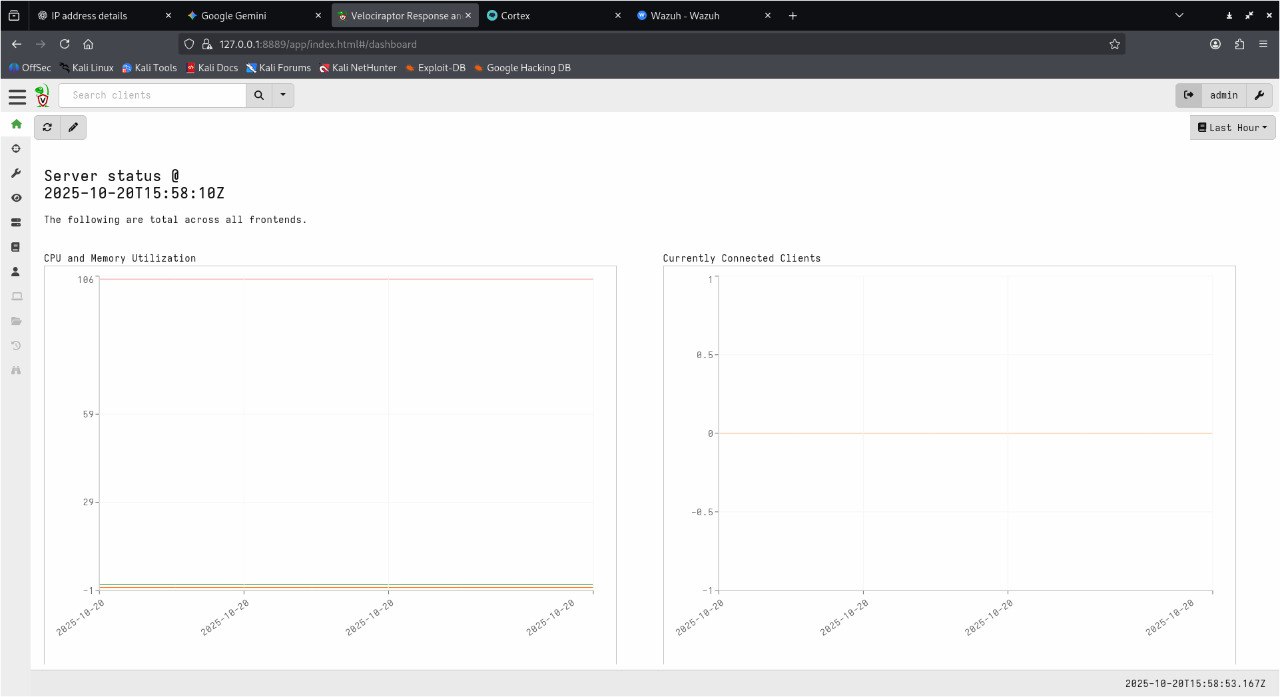 IP address details
Google Gemini
Velociraptor Response an
Cortex
Wazuh - Wazuh
127.0.0.1:8889/app/index.html#/dashboard
OffSec Kali Linux Kali Tools Kali Docs Kali Forums Kali NetHunter Exploit-DB Google Hacking DB
Search clients
admin
Last Hour
Server status @
2025-10-20T15:58:10Z
The following are total across all frontends.
CPU and Memory Utilization
106
59
29
-1
2025-10-20 2025-10-20 2025-10-20 2025-10-20
Currently Connected Clients
1
0.5
0
-0.5
-1
2025-10-20 2025-10-20 2025-10-20 2025-10-20
2025-10-20T15:58:53.167Z